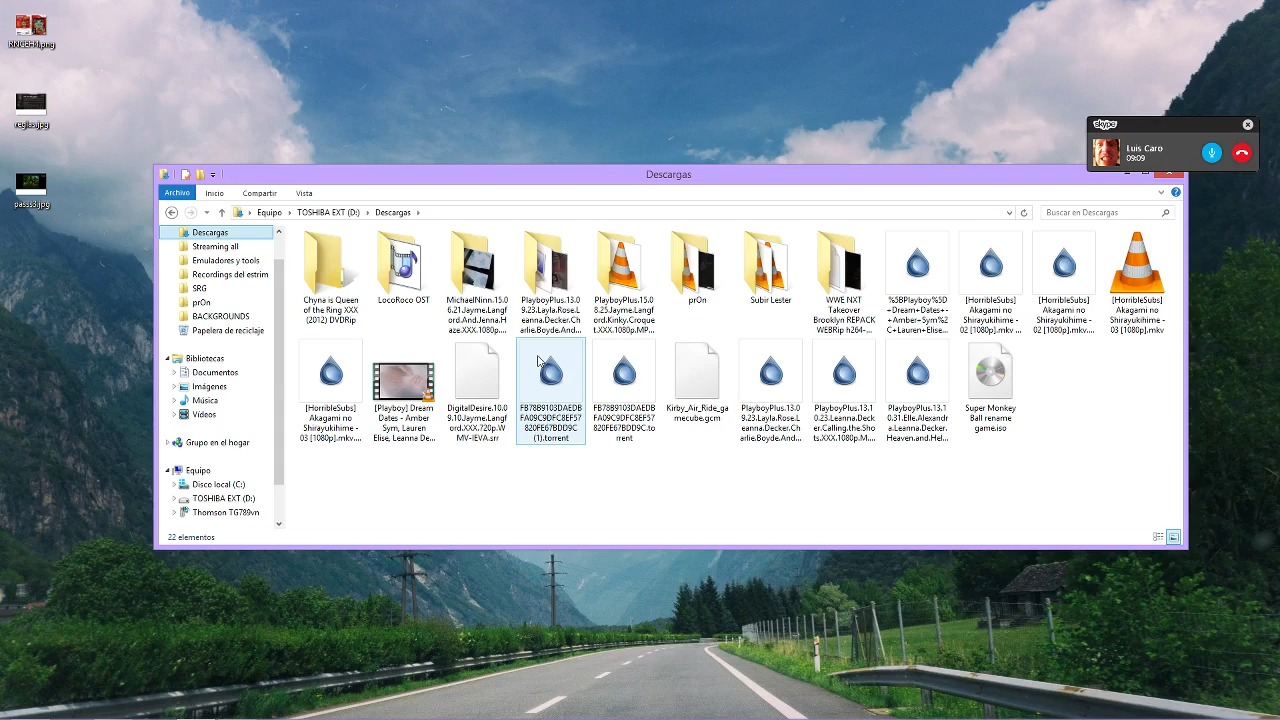 RNCEH4.png
reglas.jpg
passs3.jpg
skype
Luis Caro
09:09
Descargas
Archivo
Inicio
Compartir
Vista
Equipo
TOSHIBA EXT (D:)
Descargas
Buscar en Descargas
Descargas
Streaming all
Emuladores y tools
Recordings del estrim
SRG
prOn
BACKGROUNDS
Papelera de reciclaje
Bibliotecas
Documentos
Imágenes
Música
Vídeos
Grupo en el hogar
Equipo
Disco local (C:)
TOSHIBA EXT (D:)
Thomson TG789vn
Chyna is Queen
of the Ring XXX
(2012) DVDRip
LocoRoco OST
MichaelNinn.15.0
6.21.Jayme.Langf
ord.And.Jenna.H
aze.XXX.1080p....
PlayboyPlus.13.0
9.23.Layla.Rose.L
eanna.Decker.Ch
arlie.Boyde.And...
PlayboyPlus.15.0
8.25.Jayme.Lang
ford.Kinky.Croque
t.XXX.1080p.MP...
prOn
Subir Lester
WWE NXT
Takeover
Brooklyn REPACK
WEBRip h264-...
%5BPlayboy%5D
+Dream+Dates+-
+Amber+Sym%2
C+Lauren+Elise...
[HorribleSubs]
Akagami no
Shirayukihime -
02 [1080p].mkv ...
[HorribleSubs]
Akagami no
Shirayukihime -
02 [1080p].mkv...
[HorribleSubs]
Akagami no
Shirayukihime -
03 [1080p].mkv
[HorribleSubs]
Akagami no
Shirayukihime -
03 [1080p].mkv....
[Playboy] Dream
Dates - Amber
Sym, Lauren
Elise, Leanna De...
DigitalDesire.10.0
9.10.Jayme.Langf
ord.XXX.720p.W
MV-IEVA.srr
FB78B9103DAEDB
FA09C9DFC8EF57
820FE67BDD9C
(1).torrent
FB78B9103DAEDB
FA09C9DFC8EF57
820FE67BDD9C.to
rrent
Kirby_Air_Ride_ga
mecube.gcm
PlayboyPlus.13.0
9.23.Layla.Rose.L
eanna.Decker.Ch
arlie.Boyde.And...
PlayboyPlus.13.1
0.23.Leanna.Deck
er.Calling.the.Sho
ts.XXX.1080p.M...
PlayboyPlus.13.1
0.31.Elle.Alexandr
a.Leanna.Decker.
Heaven.and.Hel...
Super Monkey
Ball rename
game.iso
22 elementos